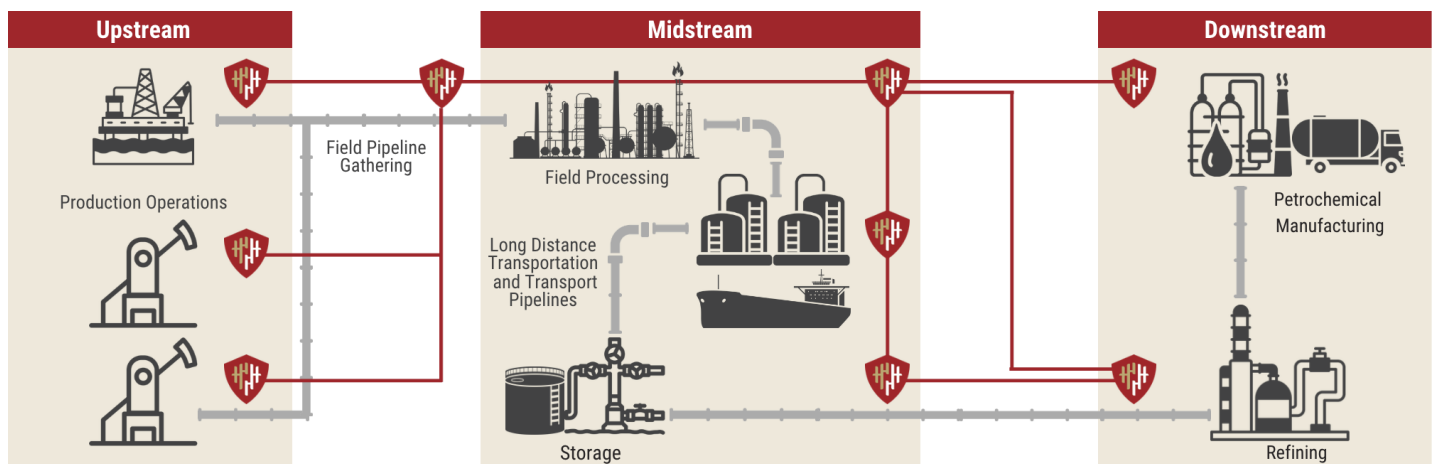 Upstream
Midstream
Downstream
Field Pipeline
Gathering
Production Operations
Field Processing
Long Distance
Transportation
and Transport
Pipelines
Storage
Petrochemical
Manufacturing
Refining